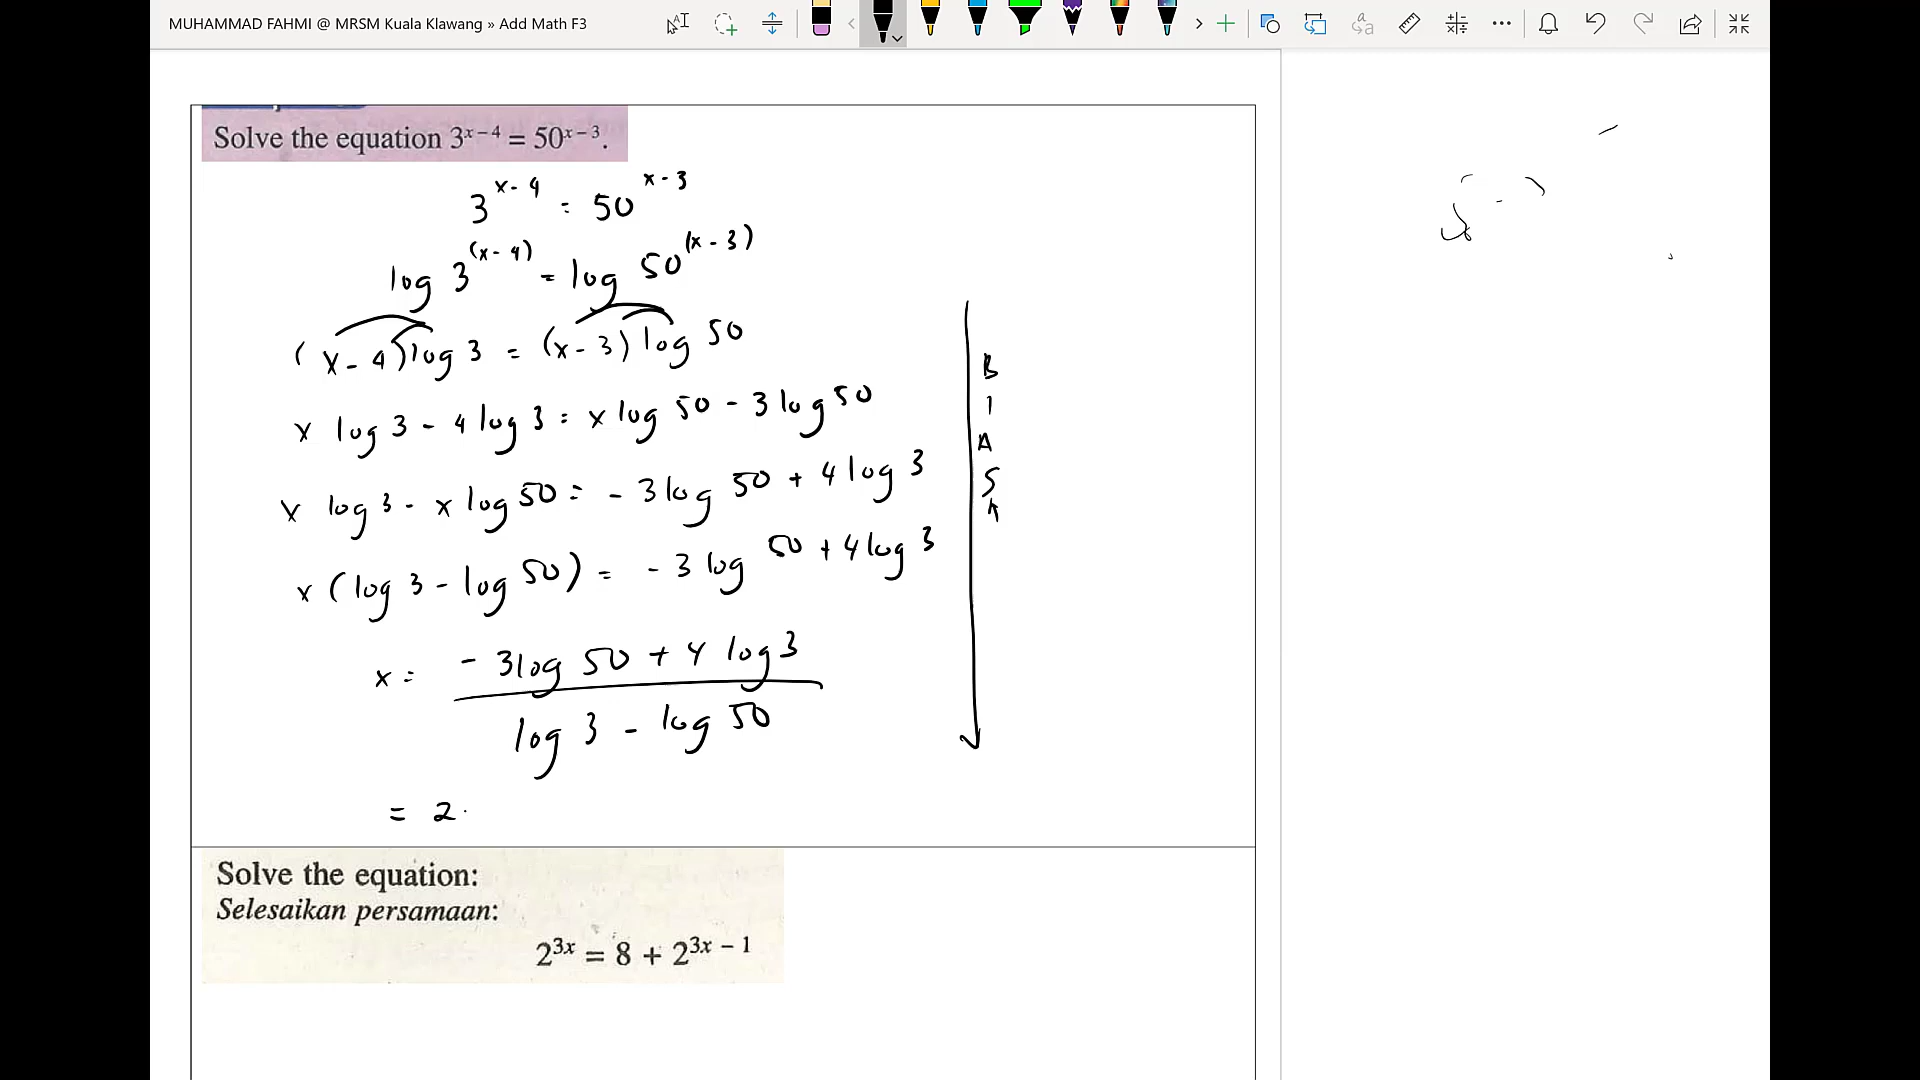 MUHAMMAD FAHMI @ MRSM Kuala Klawang » Add Math F3
Solve the equation 3^{x-4} = 50^{x-3}.
3^{x-4} = 50^{x-3}
log 3^{(x-4)} = log 50^{(x-3)}
(x-4) log 3 = (x-3) log 50
x log 3 - 4 log 3 = x log 50 - 3 log 50
x log 3 - x log 50 = - 3 log 50 + 4 log 3
x (log 3 - log 50) = - 3 log 50 + 4 log 3
x = \frac{- 3 log 50 + 4 log 3}{log 3 - log 50}
= 2.
BIASA
Solve the equation:
Selesaikan persamaan:
2^{3x} = 8 + 2^{3x - 1}